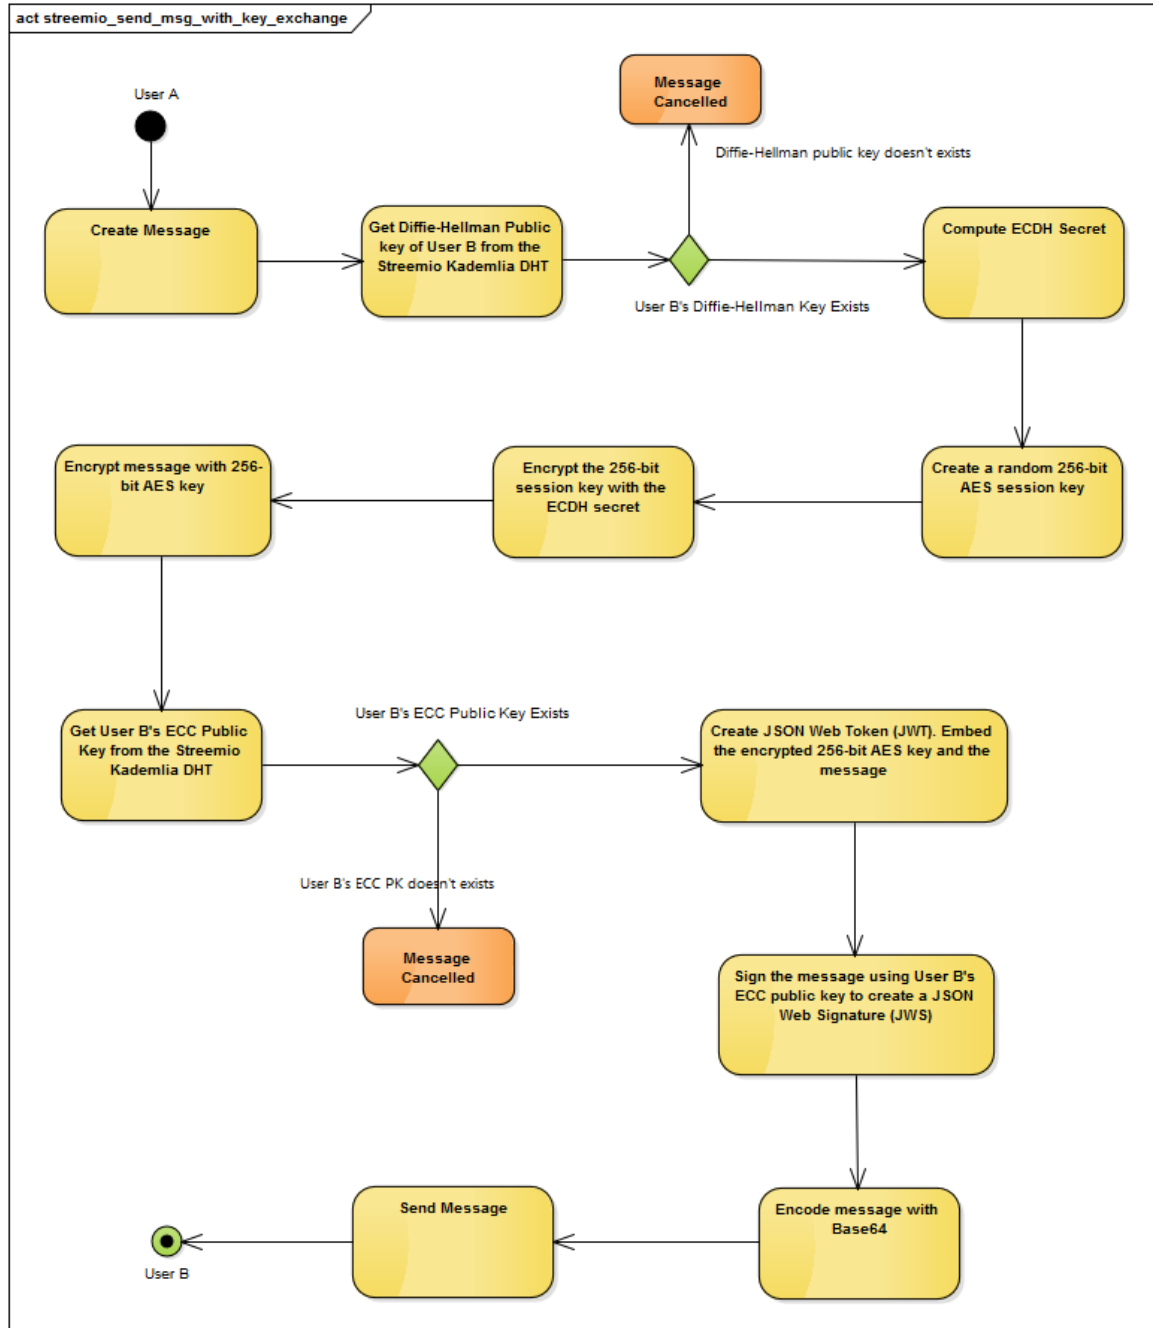 act streemio_send_msg_with_key_exchange
User A
Message
Cancelled
Diffie-Hellman public key doesn't exists
Create Message
Get Diffie-Hellman Public
key of User B from the
Streemio Kademlia DHT
Compute ECDH Secret
User B's Diffie-Hellman Key Exists
Encrypt message with 256-
bit AES key
Encrypt the 256-bit
session key with the
ECDH secret
Create a random 256-bit
AES session key
Get User B's ECC Public
Key from the Streemio
Kademlia DHT
User B's ECC Public Key Exists
Create JSON Web Token (JWT). Embed
the encrypted 256-bit AES key and the
message
User B's ECC PK doesn't exists
Message
Cancelled
Sign the message using User B's
ECC public key to create a JSON
Web Signature (JWS)
Encode message with
Base64
Send Message
User B